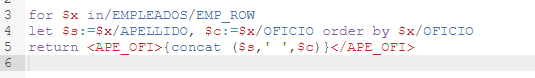 3 for $x in/EMPLEADOS/EMP_ROW
4 let $s:=$x/APELLIDO, $c:=$x/OFICIO order by $x/OFICIO
5 return <APE_OFI>{concat ($s,' ',$c)}</APE_OFI>
6